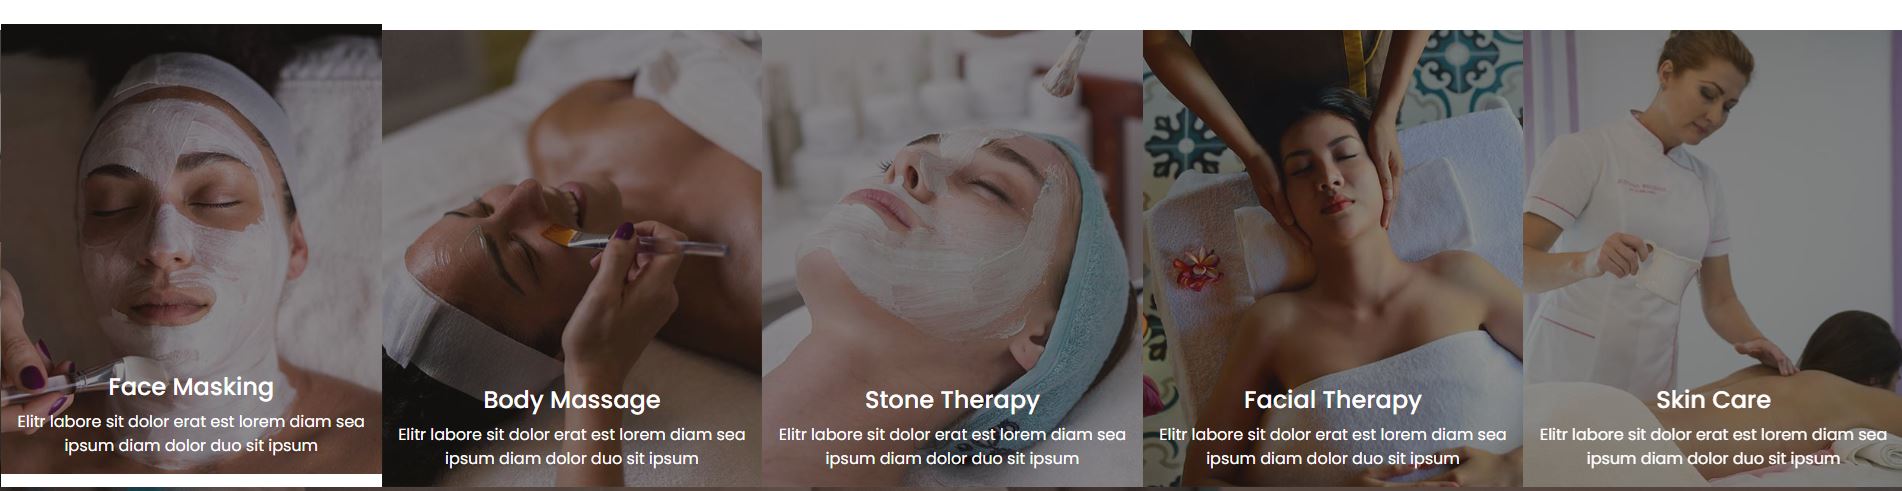 Face Masking
Elitr labore sit dolor erat est lorem diam sea
ipsum diam dolor duo sit ipsum
Body Massage
Elitr labore sit dolor erat est lorem diam sea
ipsum diam dolor duo sit ipsum
Stone Therapy
Elitr labore sit dolor erat est lorem diam sea
ipsum diam dolor duo sit ipsum
Facial Therapy
Elitr labore sit dolor erat est lorem diam sea
ipsum diam dolor duo sit ipsum
Skin Care
Elitr labore sit dolor erat est lorem diam sea
ipsum diam dolor duo sit ipsum